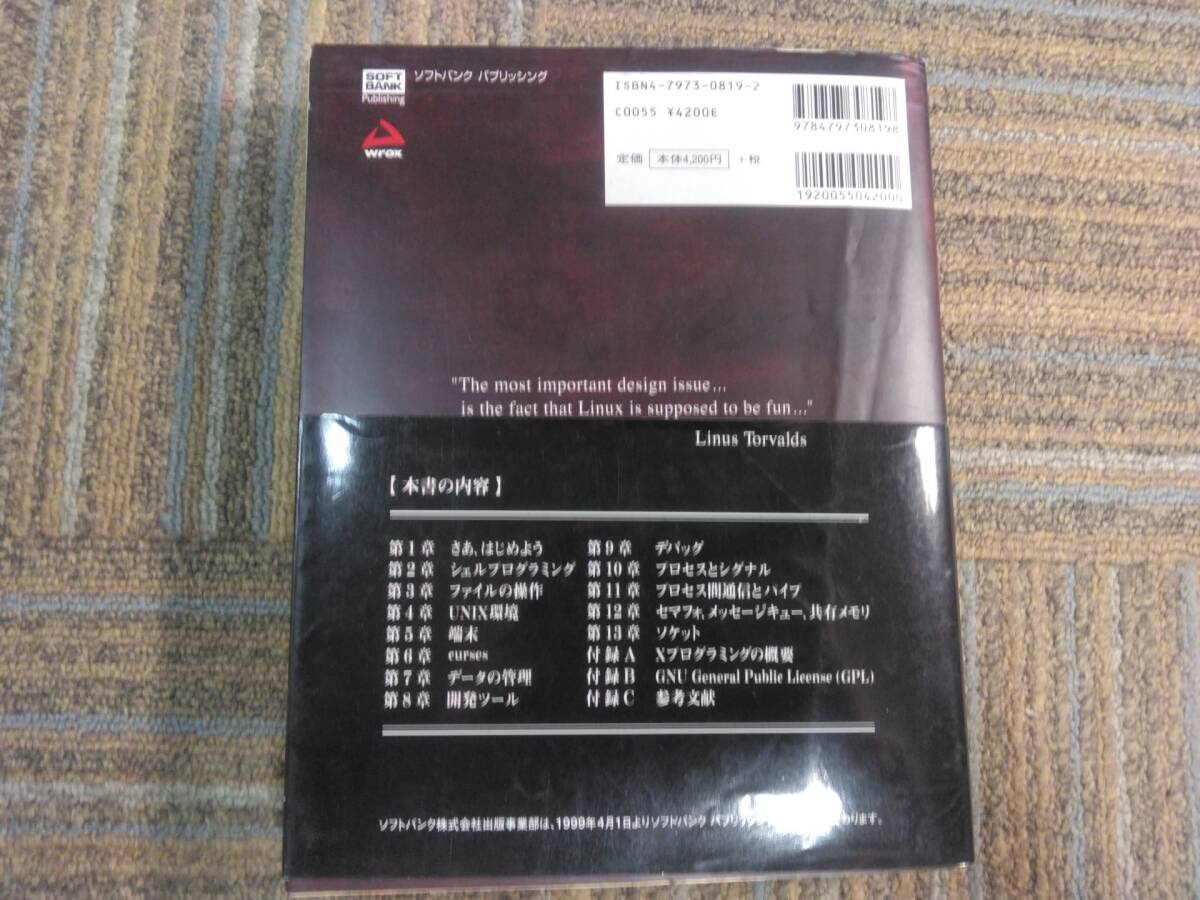 SOFT
BANK
Publishing
ソフトバンク パブリッシング
wrox
ISBN4-7973-0819-2
C0055 ¥4200E
定価 本体4,200円 +税
9784797308198
1920055042000
"The most important design issue...
is the fact that Linux is supposed to be fun..."
Linus Torvalds
【 本書の内容 】
第1章 さあ、はじめよう
第2章 シェルプログラミング
第3章 ファイルの操作
第4章 UNIX環境
第5章 端末
第6章 curses
第7章 データの管理
第8章 開発ツール
第9章 デバッグ
第10章 プロセスとシグナル
第11章 プロセス間通信とパイプ
第12章 セマフォ、メッセージキュー、共有メモリ
第13章 ソケット
付録A Xプログラミングの概要
付録B GNU General Public License (GPL)
付録C 参考文献
ソフトバンク株式会社出版事業部は、1999年4月1日よりソフトバンク パブリッシ
ります。